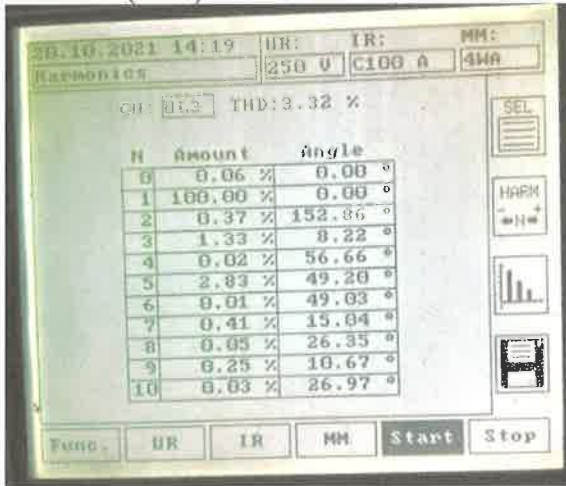 20.10.2021 14:19 UR: IR: MM:
Harmonics 250 V C100 A 4WA
CH: THD:3.32 %
SEL
N Amount Angle
0 0.06 % 0.00 °
1 100.00 % 0.00 °
2 0.37 % 152.86 °
3 1.33 % 8.22 °
4 0.02 % 56.66 °
5 2.83 % 49.20 °
6 0.01 % 49.03 °
7 0.41 % 15.04 °
8 0.05 % 26.35 °
9 0.25 % 10.67 °
10 0.03 % 26.97 °
HARM
- +
⬅N➡
Func. UR IR MM Start Stop